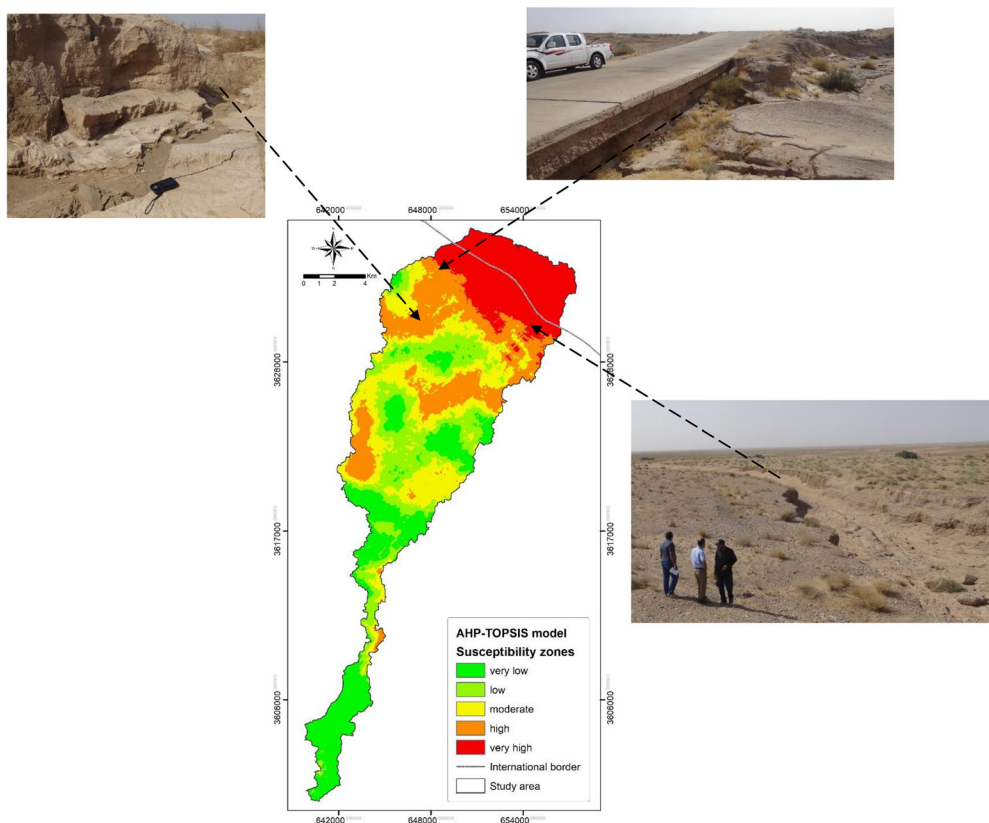 642000 648000 654000
N
W E
S
0 1 2 4 Km
3628000 3628000
3617000 3617000
3606000 3606000
AHP-TOPSIS model
Susceptibility zones
very low
low
moderate
high
very high
International border
Study area
642000 648000 654000